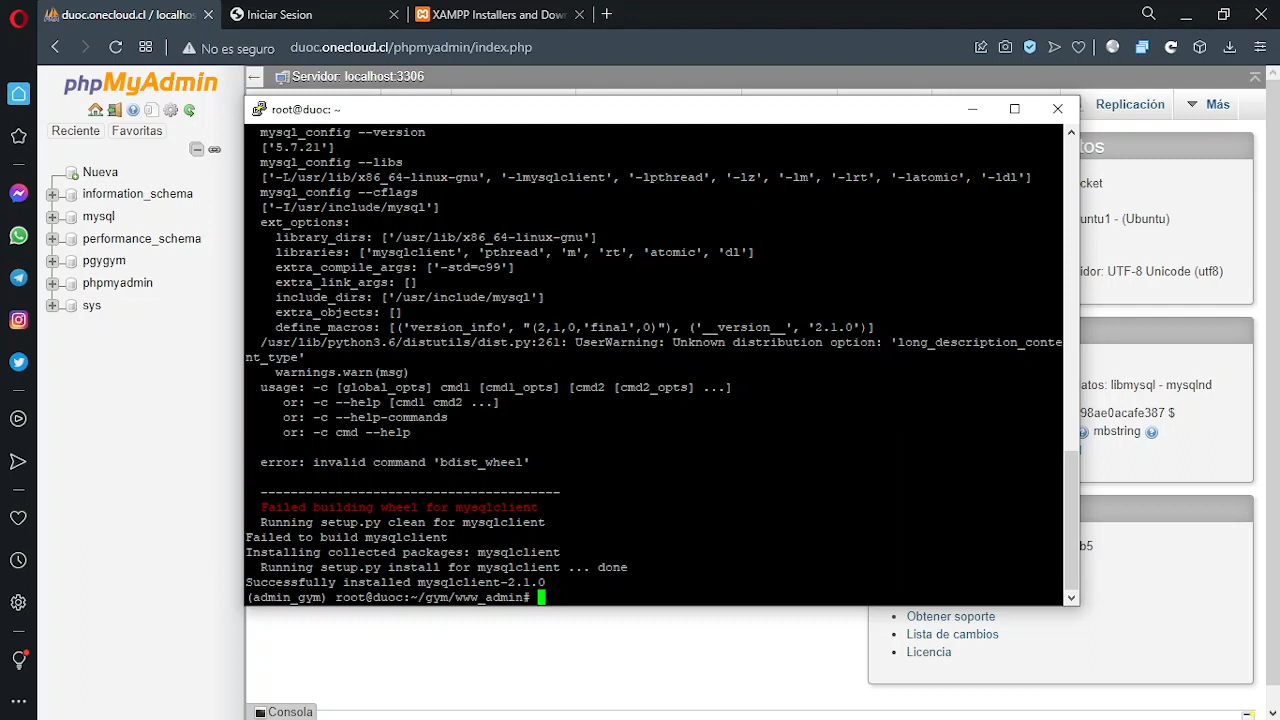 duoc.onecloud.cl / localhos
Iniciar Sesion
XAMPP Installers and Dow
No es seguro
duoc.onecloud.cl/phpmyadmin/index.php
phpMyAdmin
Reciente
Favoritas
Nueva
information_schema
mysql
performance_schema
pgygym
phpmyadmin
sys
Servidor: localhost:3306
Replicación
Más
root@duoc: ~
mysql_config --version
['5.7.21']
mysql_config --libs
['-L/usr/lib/x86_64-linux-gnu', '-lmysqlclient', '-lpthread', '-lz', '-lm', '-lrt', '-latomic', '-ldl']
mysql_config --cflags
['-I/usr/include/mysql']
ext_options:
library_dirs: ['/usr/lib/x86_64-linux-gnu']
libraries: ['mysqlclient', 'pthread', 'm', 'rt', 'atomic', 'dl']
extra_compile_args: ['-std=c99']
extra_link_args: []
include_dirs: ['/usr/include/mysql']
extra_objects: []
define_macros: [('version_info', "(2,1,0,'final',0)"), ('__version__', '2.1.0')]
/usr/lib/python3.6/distutils/dist.py:261: UserWarning: Unknown distribution option: 'long_description_conte
nt_type'
warnings.warn(msg)
usage: -c [global_opts] cmd1 [cmd1_opts] [cmd2 [cmd2_opts] ...]
or: -c --help [cmd1 cmd2 ...]
or: -c --help-commands
or: -c cmd --help
error: invalid command 'bdist_wheel'
----------------------------------------
Failed building wheel for mysqlclient
Running setup.py clean for mysqlclient
Failed to build mysqlclient
Installing collected packages: mysqlclient
Running setup.py install for mysqlclient ... done
Successfully installed mysqlclient-2.1.0
(admin_gym) root@duoc:~/gym/www_admin#
tos
cket
untu1 - (Ubuntu)
idor: UTF-8 Unicode (utf8)
atos: libmysql - mysqlnd
98ae0acafe387 $
mbstring
b5
Obtener soporte
Lista de cambios
Licencia
Consola